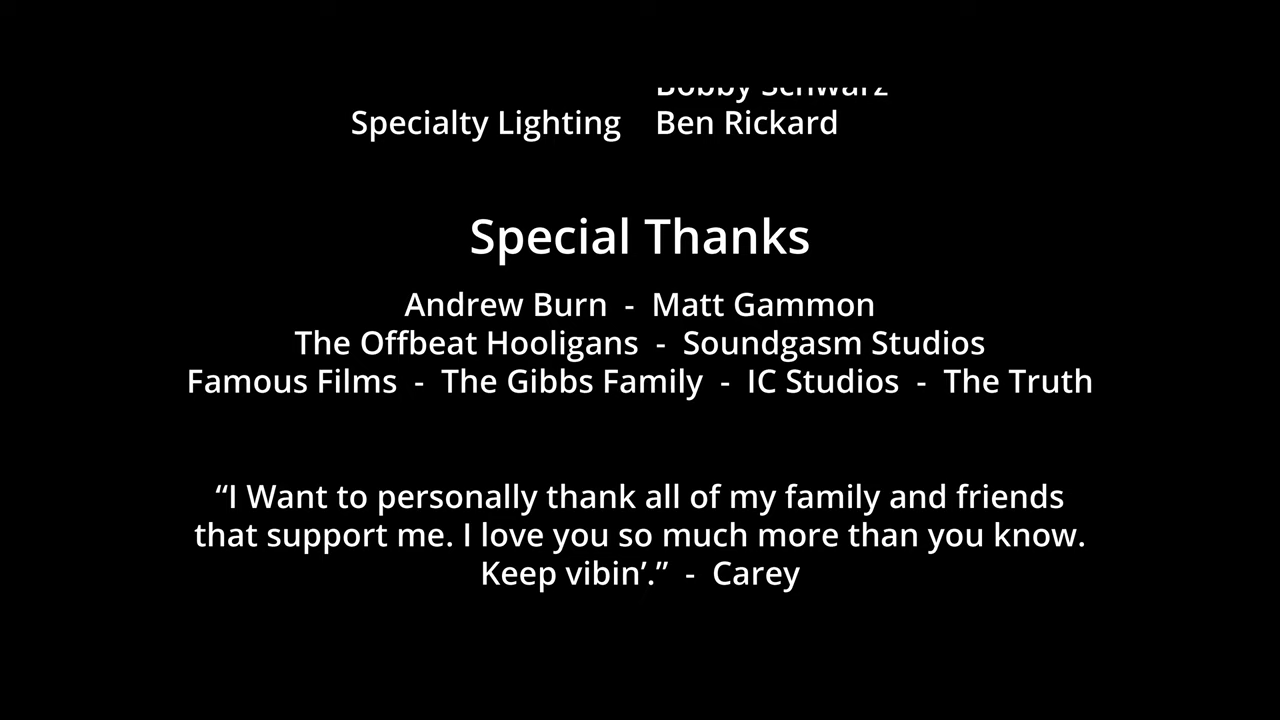 Bobby Schwarz
Specialty Lighting Ben Rickard
Special Thanks
Andrew Burn - Matt Gammon
The Offbeat Hooligans - Soundgasm Studios
Famous Films - The Gibbs Family - IC Studios - The Truth
“I Want to personally thank all of my family and friends
that support me. I love you so much more than you know.
Keep vibin’.” - Carey